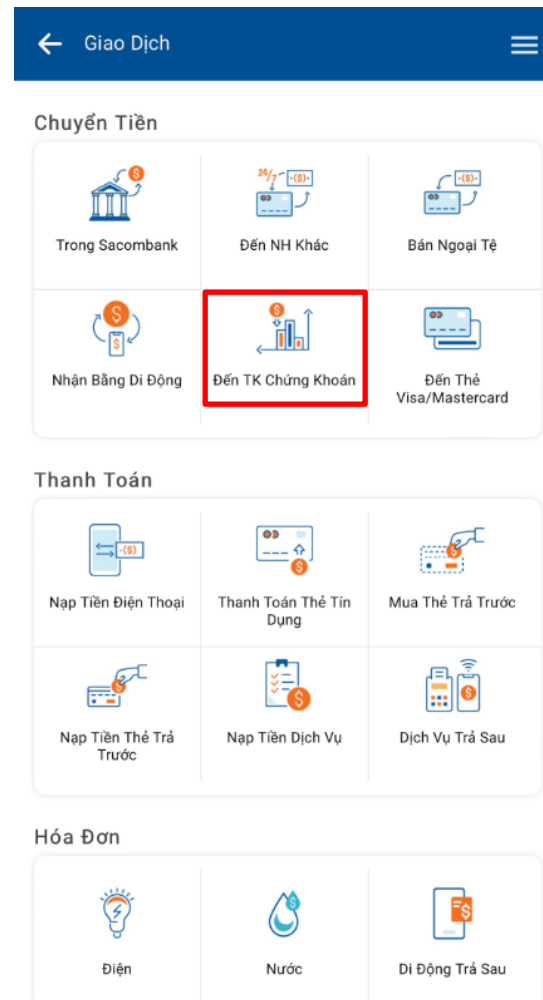 Giao Dịch
Chuyển Tiền
24/7
Trong Sacombank
Đến NH Khác
Bán Ngoại Tệ
Nhận Bằng Di Động
Đến TK Chứng Khoán
Đến Thẻ
Visa/Mastercard
Thanh Toán
Nạp Tiền Điện Thoại
Thanh Toán Thẻ Tín
Dụng
Mua Thẻ Trả Trước
Nạp Tiền Thẻ Trả
Trước
Nạp Tiền Dịch Vụ
Dịch Vụ Trả Sau
Hóa Đơn
Điện
Nước
Di Động Trả Sau